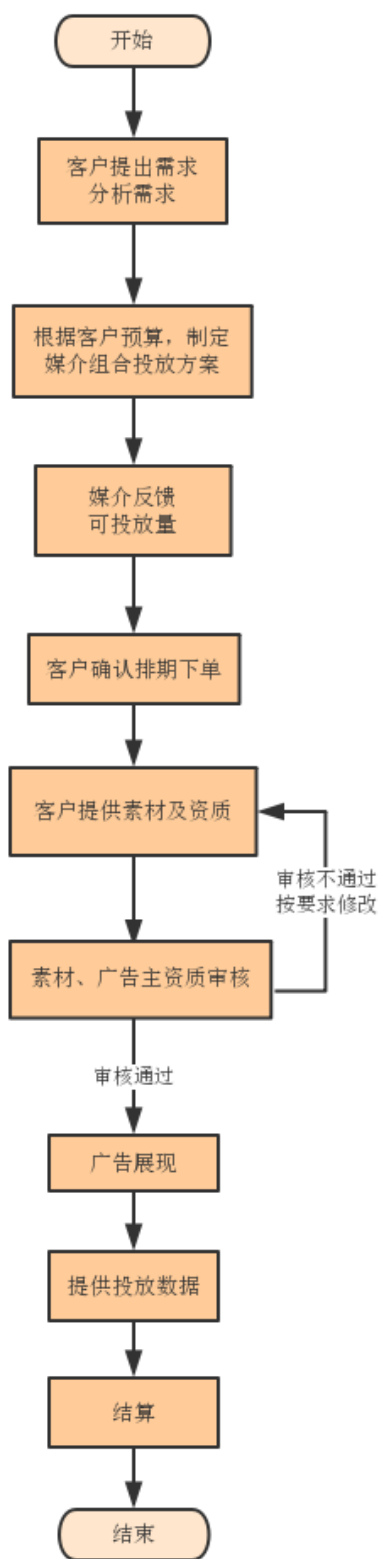 开始
客户提出需求
分析需求
根据客户预算，制定
媒介组合投放方案
媒介反馈
可投放量
客户确认排期下单
客户提供素材及资质
审核不通过
按要求修改
素材、广告主资质审核
审核通过
广告展现
提供投放数据
结算
结束